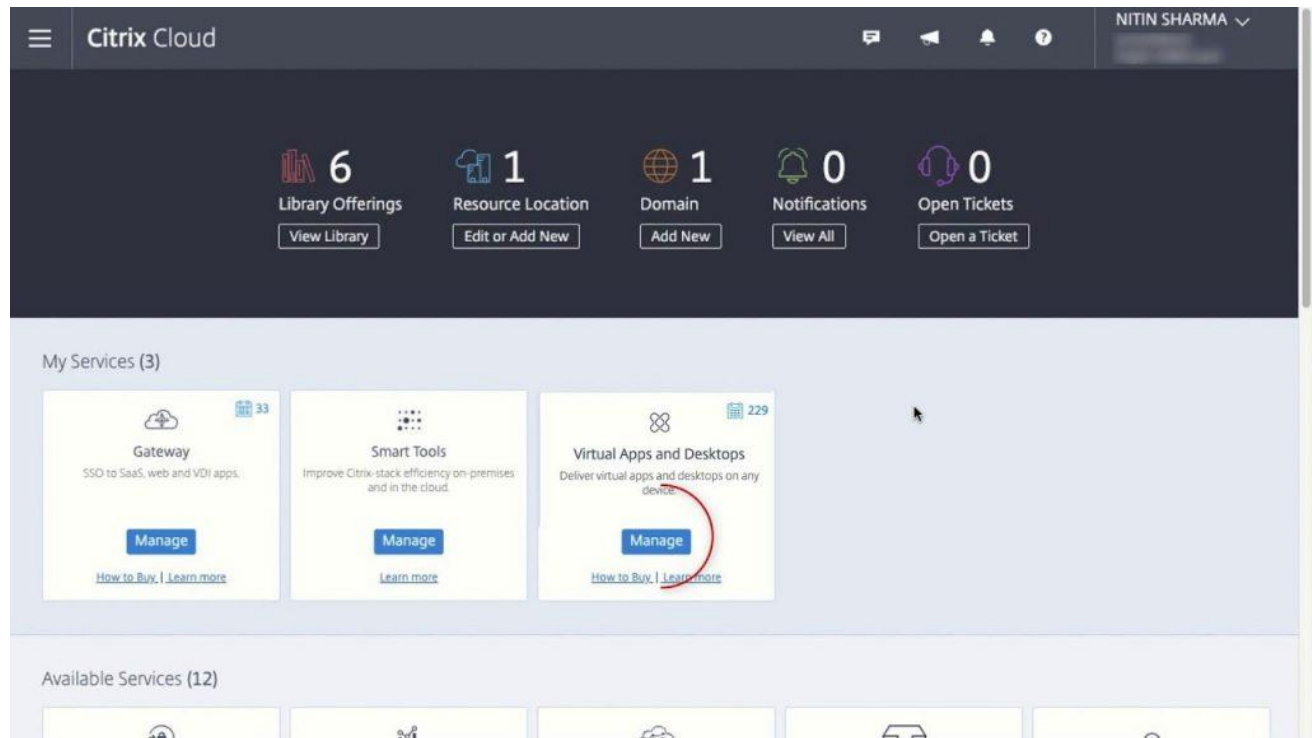 Citrix Cloud
NITIN SHARMA
6
Library Offerings
View Library
1
Resource Location
Edit or Add New
1
Domain
Add New
0
Notifications
View All
0
Open Tickets
Open a Ticket
My Services (3)
33
Gateway
SSO to SaaS, web and VDI apps.
Manage
How to Buy | Learn more
Smart Tools
Improve Citrix-stack efficiency on-premises
and in the cloud.
Manage
Learn more
229
Virtual Apps and Desktops
Deliver virtual apps and desktops on any
device.
Manage
How to Buy | Learn more
Available Services (12)